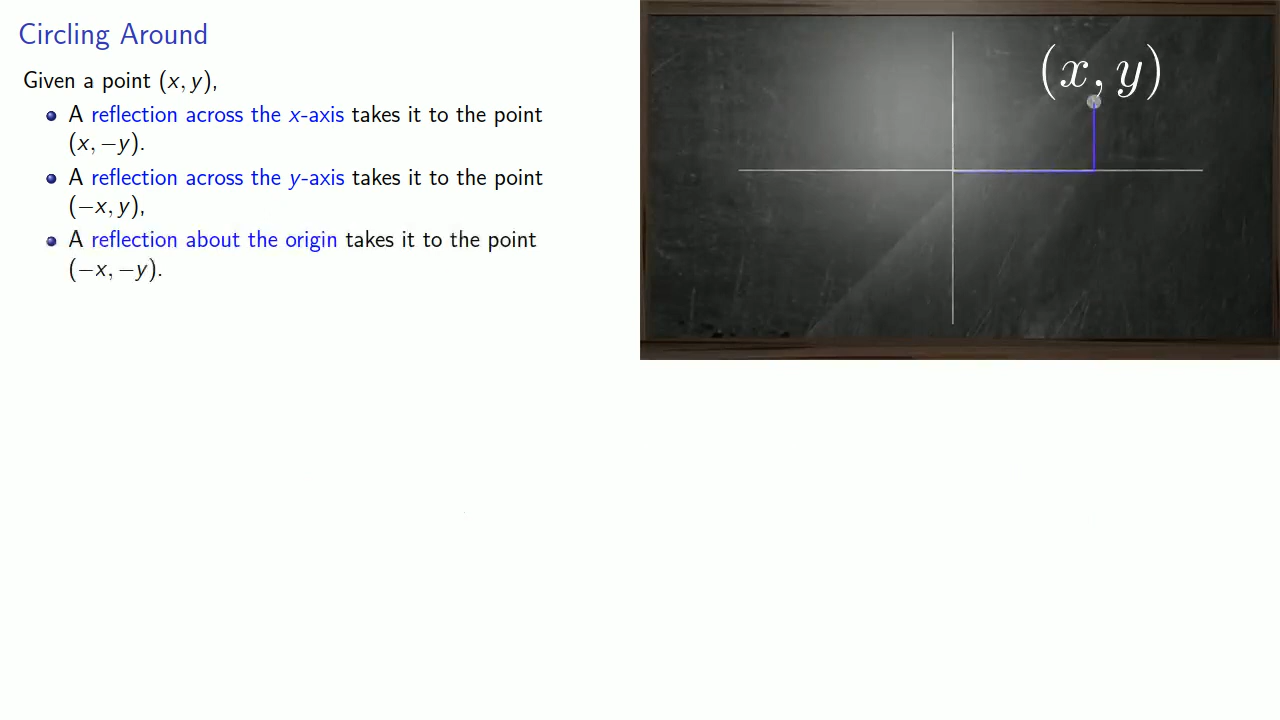 Circling Around
Given a point (x, y),
A reflection across the x-axis takes it to the point
(x, −y).
A reflection across the y-axis takes it to the point
(−x, y),
A reflection about the origin takes it to the point
(−x, −y).
(x, y)